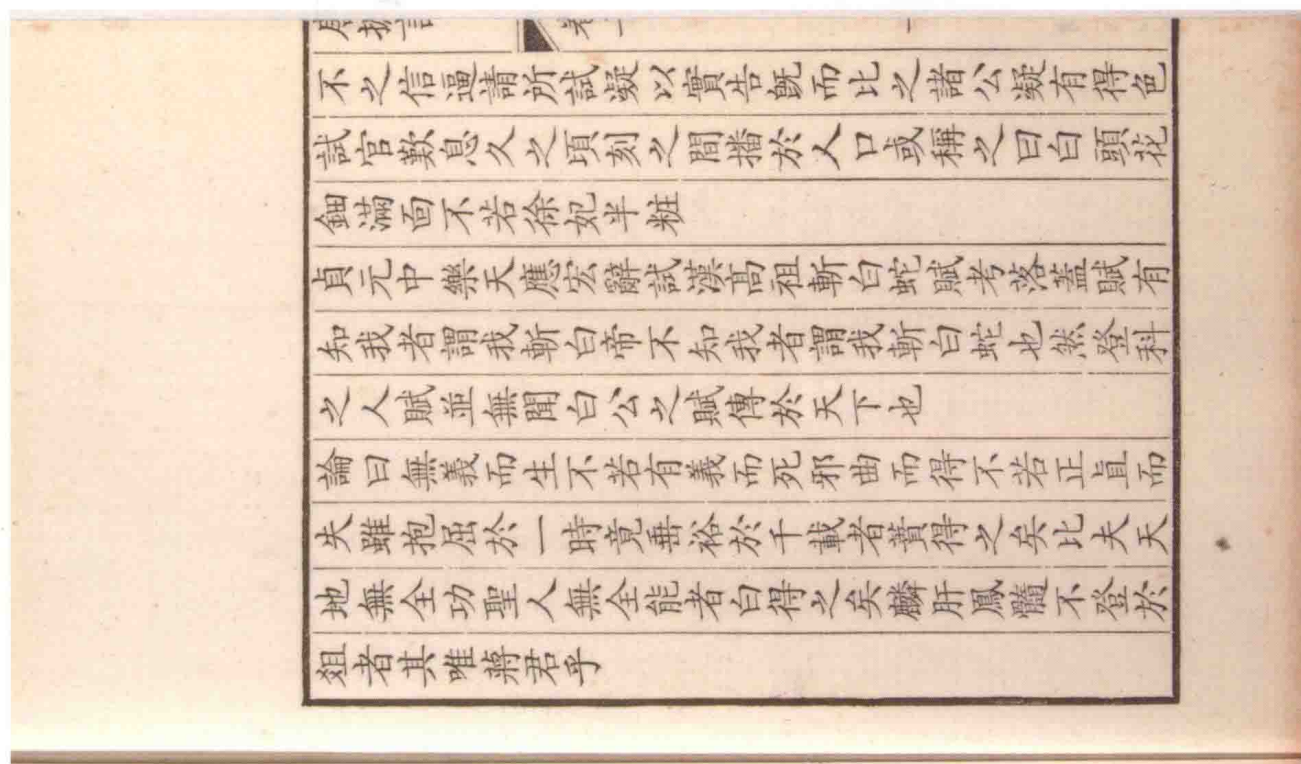 不之信逼請所試凝以實告旣而比之諸公凝有得色
試官歎息久之頃刻之間播於人口或稱之曰白頭花
鈿滿面不若徐妃半粧
貞元中樂天應宏辭試漢高祖斬白蛇賦考落蓋賦有
知我者謂我斬白帝不知我者謂我斬白蛇也然登科
之人賦並無聞白公之賦傳於天下也
論曰無義而生不若有義而死邪曲而得不若正直而
失雖抱屈於一時竟垂裕於千載者蕡得之矣比夫天
地無全功聖人無全能者白得之矣麟肝鳳髓不登於
俎者其唯蔣君乎